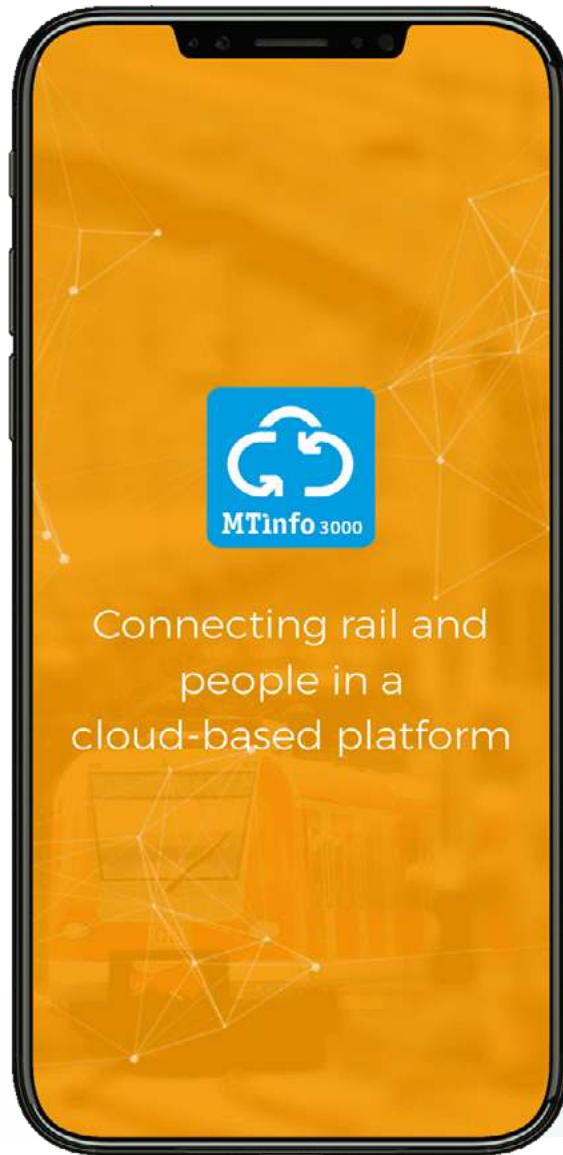 MTinfo 3000
Connecting rail and
people in a
cloud-based platform